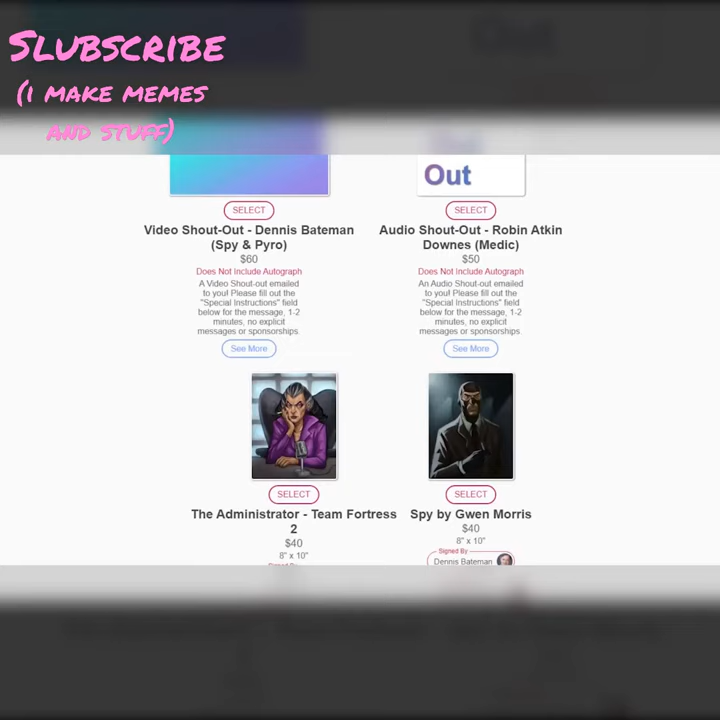 Slubscribe
(i make memes
and stuff)
Out
SELECT
SELECT
Video Shout-Out - Dennis Bateman
(Spy & Pyro)
$60
Does Not Include Autograph
A Video Shout-out emailed
to you! Please fill out the
"Special Instructions" field
below for the message, 1-2
minutes, no explicit
messages or sponsorships.
See More
Audio Shout-Out - Robin Atkin
Downes (Medic)
$50
Does Not Include Autograph
An Audio Shout-out emailed
to you! Please fill out the
"Special Instructions" field
below for the message, 1-2
minutes, no explicit
messages or sponsorships.
See More
SELECT
The Administrator - Team Fortress
2
$40
8" x 10"
SELECT
Spy by Gwen Morris
$40
8" x 10"
Signed By
Dennis Bateman